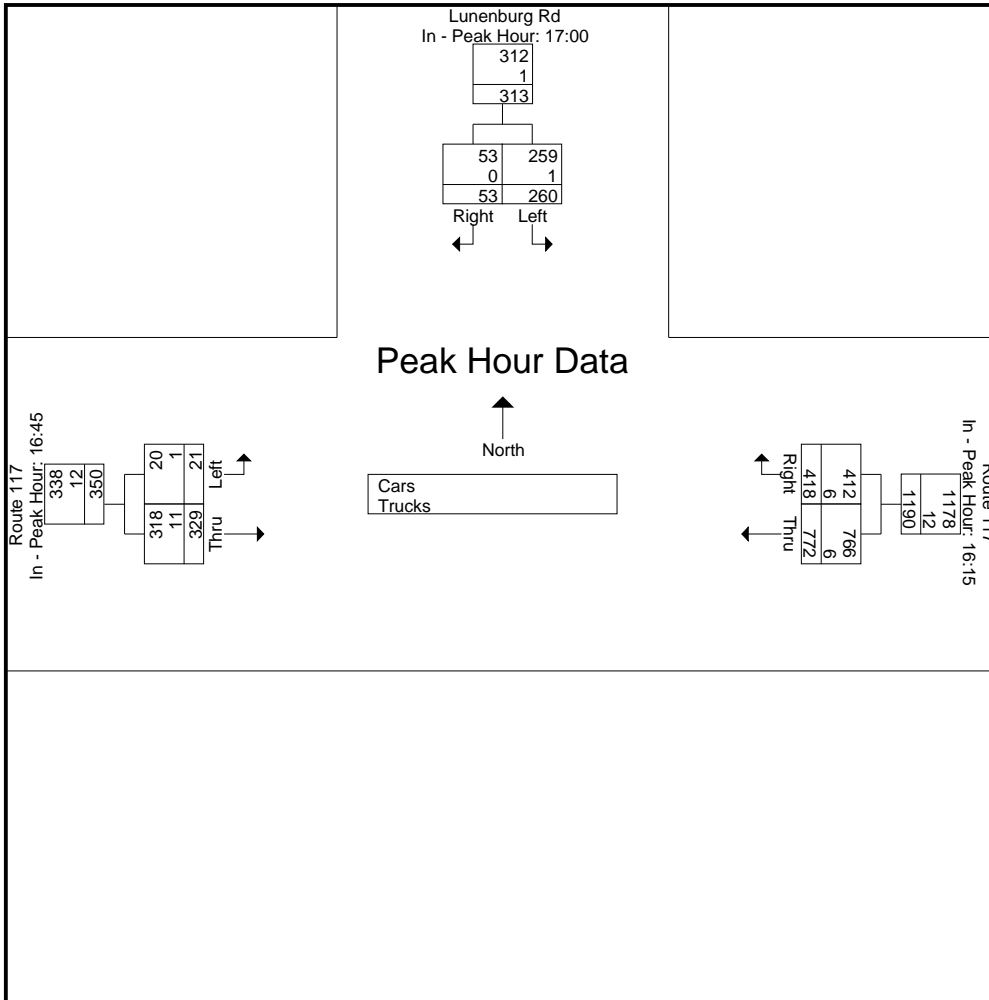 Lunenburg Rd
In - Peak Hour: 17:00
312
1
313
53 259
0 1
53 260
Right Left
Peak Hour Data
North
Cars
Trucks
Route 117
In - Peak Hour: 16:45
338
12
350
20 318
1 11
21 329
Left Thru
Route 117
In - Peak Hour: 16:15
1178
12
1190
412 766
6 6
418 772
Right Thru